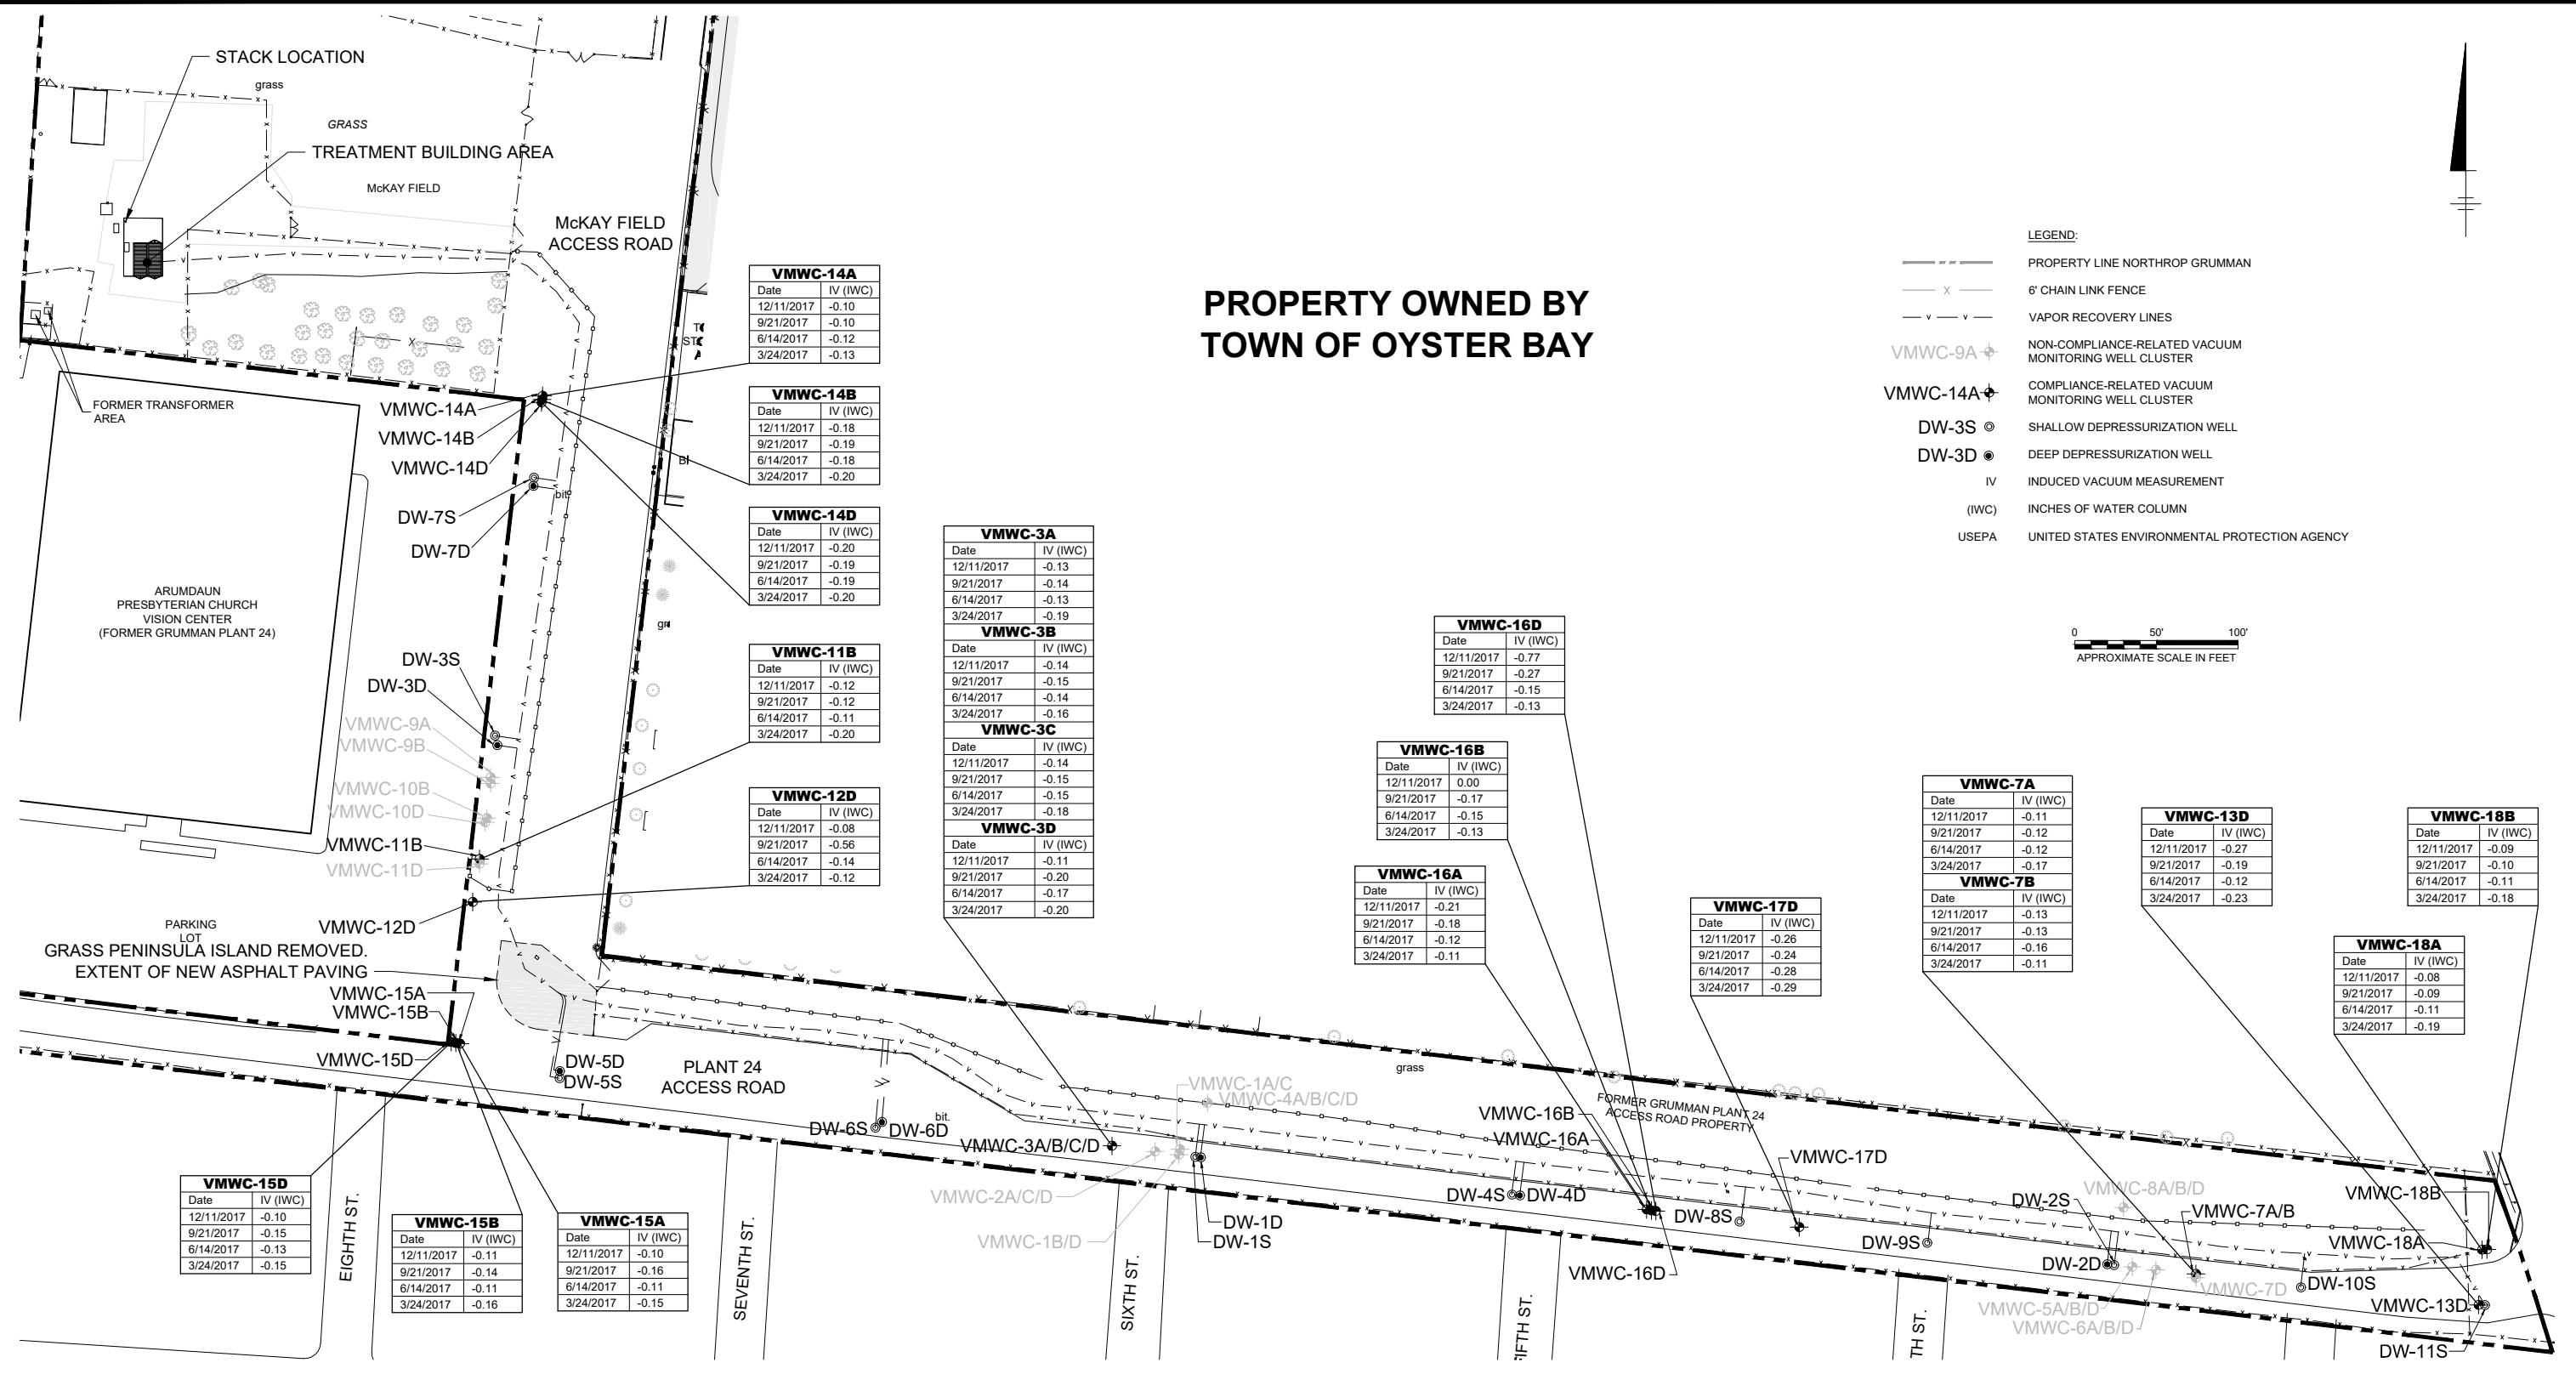 STACK LOCATION
grass
GRASS
TREATMENT BUILDING AREA
McKAY FIELD
McKAY FIELD
ACCESS ROAD
FORMER TRANSFORMER
AREA
ARUMDAUN
PRESBYTERIAN CHURCH
VISION CENTER
(FORMER GRUMMAN PLANT 24)
VMWC-14A
VMWC-14B
VMWC-14D
DW-7S
DW-7D
bit
DW-3S
DW-3D
VMWC-9A
VMWC-9B
VMWC-10B
VMWC-10D
VMWC-11B
VMWC-11D
VMWC-12D
PARKING
LOT
GRASS PENINSULA ISLAND REMOVED.
EXTENT OF NEW ASPHALT PAVING
VMWC-15A
VMWC-15B
VMWC-15D
VMWC-14A
Date IV (IWC)
12/11/2017 -0.10
9/21/2017 -0.10
6/14/2017 -0.12
3/24/2017 -0.13
VMWC-14B
Date IV (IWC)
12/11/2017 -0.18
9/21/2017 -0.19
6/14/2017 -0.18
3/24/2017 -0.20
VMWC-14D
Date IV (IWC)
12/11/2017 -0.20
9/21/2017 -0.19
6/14/2017 -0.19
3/24/2017 -0.20
VMWC-11B
Date IV (IWC)
12/11/2017 -0.12
9/21/2017 -0.12
6/14/2017 -0.11
3/24/2017 -0.20
VMWC-12D
Date IV (IWC)
12/11/2017 -0.08
9/21/2017 -0.56
6/14/2017 -0.14
3/24/2017 -0.12
VMWC-3A
Date IV (IWC)
12/11/2017 -0.13
9/21/2017 -0.14
6/14/2017 -0.13
3/24/2017 -0.19
VMWC-3B
Date IV (IWC)
12/11/2017 -0.14
9/21/2017 -0.15
6/14/2017 -0.14
3/24/2017 -0.16
VMWC-3C
Date IV (IWC)
12/11/2017 -0.14
9/21/2017 -0.15
6/14/2017 -0.15
3/24/2017 -0.18
VMWC-3D
Date IV (IWC)
12/11/2017 -0.11
9/21/2017 -0.20
6/14/2017 -0.17
3/24/2017 -0.20
PROPERTY OWNED BY
TOWN OF OYSTER BAY
LEGEND:
PROPERTY LINE NORTHROP GRUMMAN
X 6' CHAIN LINK FENCE
V V VAPOR RECOVERY LINES
VMWC-9A NON-COMPLIANCE-RELATED VACUUM
MONITORING WELL CLUSTER
VMWC-14A COMPLIANCE-RELATED VACUUM
MONITORING WELL CLUSTER
DW-3S SHALLOW DEPRESSURIZATION WELL
DW-3D DEEP DEPRESSURIZATION WELL
IV INDUCED VACUUM MEASUREMENT
(IWC) INCHES OF WATER COLUMN
USEPA UNITED STATES ENVIRONMENTAL PROTECTION AGENCY
0 50' 100'
APPROXIMATE SCALE IN FEET
VMWC-16D
Date IV (IWC)
12/11/2017 -0.77
9/21/2017 -0.27
6/14/2017 -0.15
3/24/2017 -0.13
VMWC-16B
Date IV (IWC)
12/11/2017 0.00
9/21/2017 -0.17
6/14/2017 -0.15
3/24/2017 -0.13
VMWC-16A
Date IV (IWC)
12/11/2017 -0.21
9/21/2017 -0.18
6/14/2017 -0.12
3/24/2017 -0.11
VMWC-17D
Date IV (IWC)
12/11/2017 -0.26
9/21/2017 -0.24
6/14/2017 -0.28
3/24/2017 -0.29
VMWC-7A
Date IV (IWC)
12/11/2017 -0.11
9/21/2017 -0.12
6/14/2017 -0.12
3/24/2017 -0.17
VMWC-7B
Date IV (IWC)
12/11/2017 -0.13
9/21/2017 -0.13
6/14/2017 -0.16
3/24/2017 -0.11
VMWC-13D
Date IV (IWC)
12/11/2017 -0.27
9/21/2017 -0.19
6/14/2017 -0.12
3/24/2017 -0.23
VMWC-18B
Date IV (IWC)
12/11/2017 -0.09
9/21/2017 -0.10
6/14/2017 -0.11
3/24/2017 -0.18
VMWC-18A
Date IV (IWC)
12/11/2017 -0.08
9/21/2017 -0.09
6/14/2017 -0.11
3/24/2017 -0.19
DW-5D
DW-5S
PLANT 24
ACCESS ROAD
DW-6S
DW-6D
bit.
VMWC-3A/B/C/D
VMWC-1A/C
VMWC-4A/B/C/D
VMWC-2A/C/D
VMWC-1B/D
DW-1D
DW-1S
grass
FORMER GRUMMAN PLANT 24
ACCESS ROAD PROPERTY
VMWC-16B
VMWC-16A
DW-4S
DW-4D
VMWC-17D
DW-8S
VMWC-16D
DW-9S
DW-2S
VMWC-8A/B/D
VMWC-7A/B
DW-2D
VMWC-7D
VMWC-5A/B/D
VMWC-6A/B/D
DW-10S
VMWC-18B
VMWC-18A
VMWC-13D
DW-11S
VMWC-15D
Date IV (IWC)
12/11/2017 -0.10
9/21/2017 -0.15
6/14/2017 -0.13
3/24/2017 -0.15
VMWC-15B
Date IV (IWC)
12/11/2017 -0.11
9/21/2017 -0.14
6/14/2017 -0.11
3/24/2017 -0.16
VMWC-15A
Date IV (IWC)
12/11/2017 -0.10
9/21/2017 -0.16
6/14/2017 -0.11
3/24/2017 -0.15
EIGHTH ST.
SEVENTH ST.
SIXTH ST.
FIFTH ST.
TH ST.